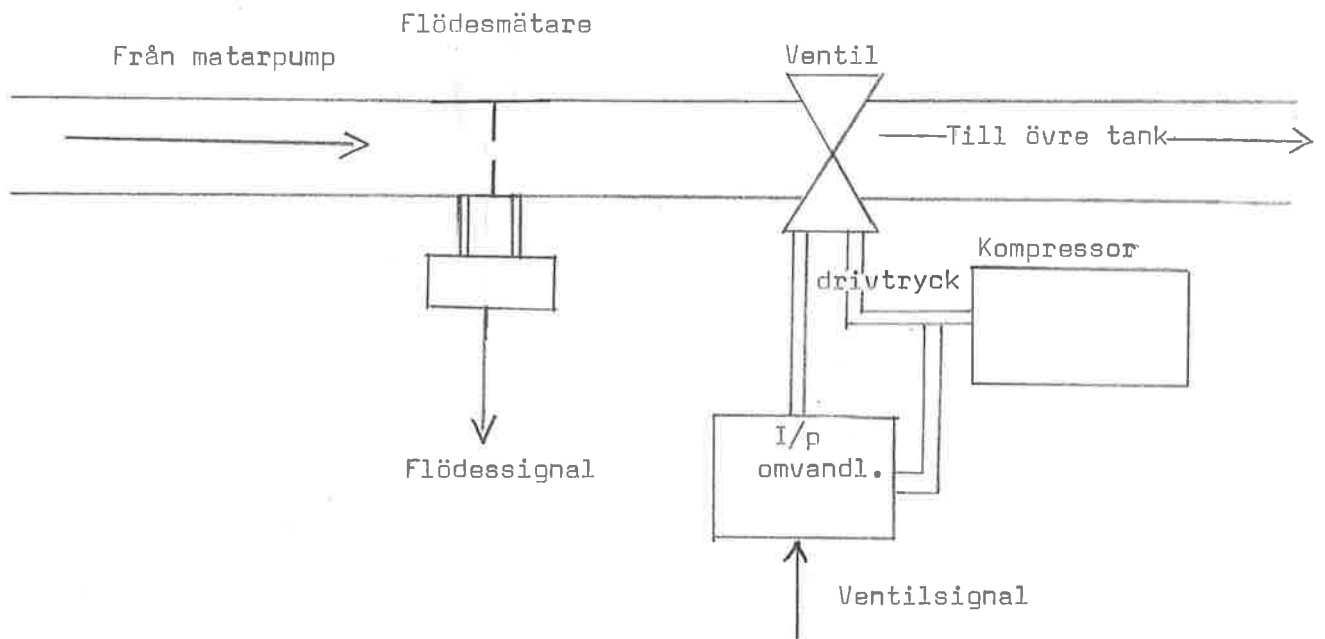 Flödesmätare
Från matarpump
Ventil
Till övre tank
Kompressor
drivtryck
I/p
omvandl.
Flödessignal
Ventilsignal